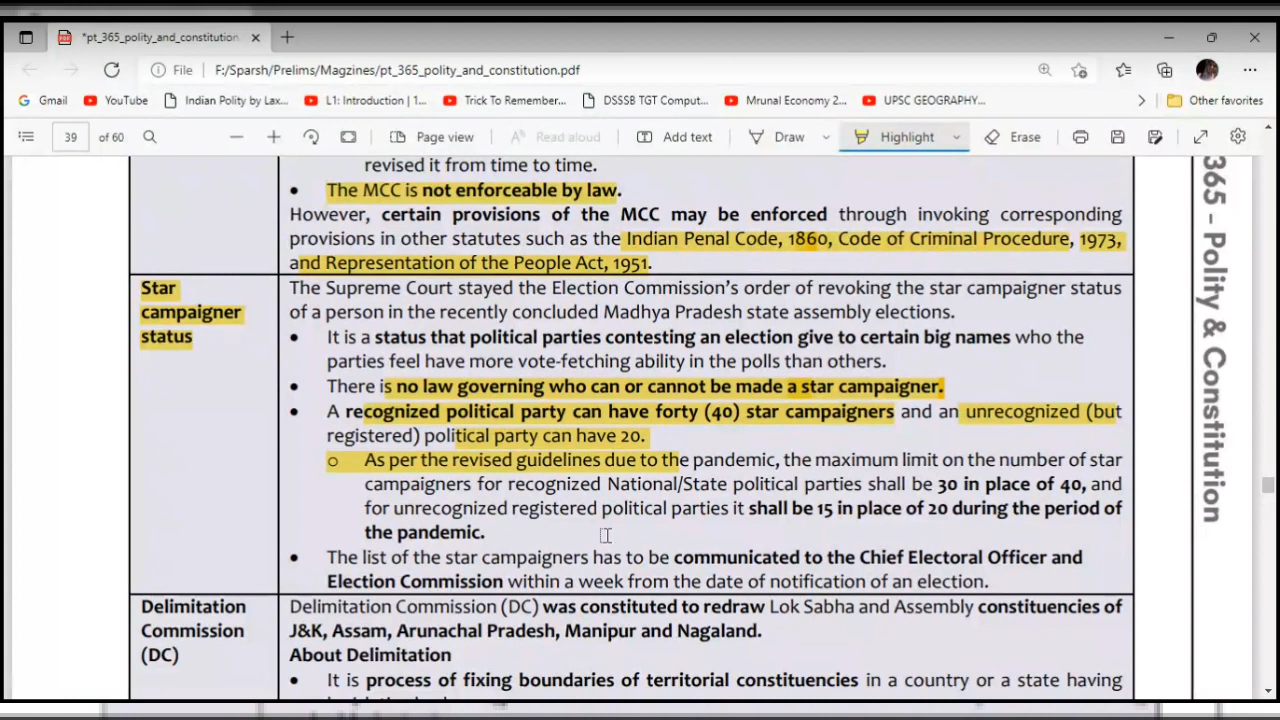 *pt_365_polity_and_constitution
File F:/Sparsh/Prelims/Magzines/pt_365_polity_and_constitution.pdf
Gmail YouTube Indian Polity by Lax... L1: Introduction | 1... Trick To Remember... DSSSB TGT Comput... Mrunal Economy 2... UPSC GEOGRAPHY... Other favorites
39 of 60 Page view Read aloud Add text Draw Highlight Erase
revised it from time to time.
• The MCC is not enforceable by law.
However, certain provisions of the MCC may be enforced through invoking corresponding
provisions in other statutes such as the Indian Penal Code, 1860, Code of Criminal Procedure, 1973,
and Representation of the People Act, 1951.
Star
campaigner
status
The Supreme Court stayed the Election Commission's order of revoking the star campaigner status
of a person in the recently concluded Madhya Pradesh state assembly elections.
• It is a status that political parties contesting an election give to certain big names who the
parties feel have more vote-fetching ability in the polls than others.
• There is no law governing who can or cannot be made a star campaigner.
• A recognized political party can have forty (40) star campaigners and an unrecognized (but
registered) political party can have 20.
o As per the revised guidelines due to the pandemic, the maximum limit on the number of star
campaigners for recognized National/State political parties shall be 30 in place of 40, and
for unrecognized registered political parties it shall be 15 in place of 20 during the period of
the pandemic.
• The list of the star campaigners has to be communicated to the Chief Electoral Officer and
Election Commission within a week from the date of notification of an election.
Delimitation
Commission
(DC)
Delimitation Commission (DC) was constituted to redraw Lok Sabha and Assembly constituencies of
J&K, Assam, Arunachal Pradesh, Manipur and Nagaland.
About Delimitation
• It is process of fixing boundaries of territorial constituencies in a country or a state having
365 - Polity & Constitution